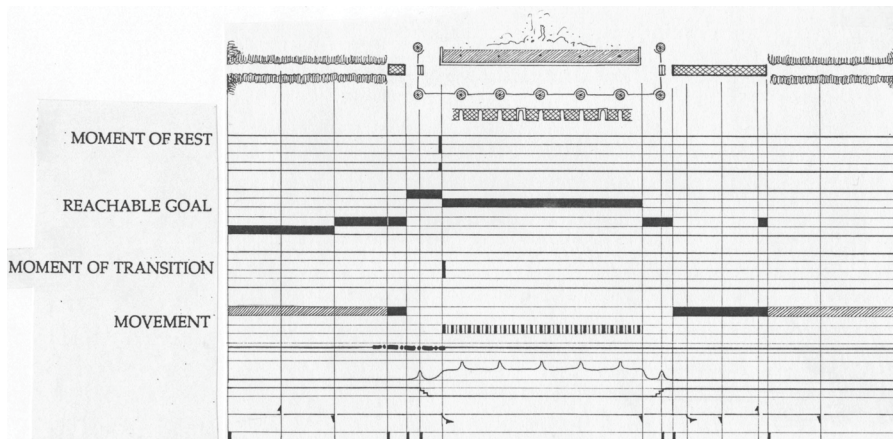 MOMENT OF REST
REACHABLE GOAL
MOMENT OF TRANSITION
MOVEMENT